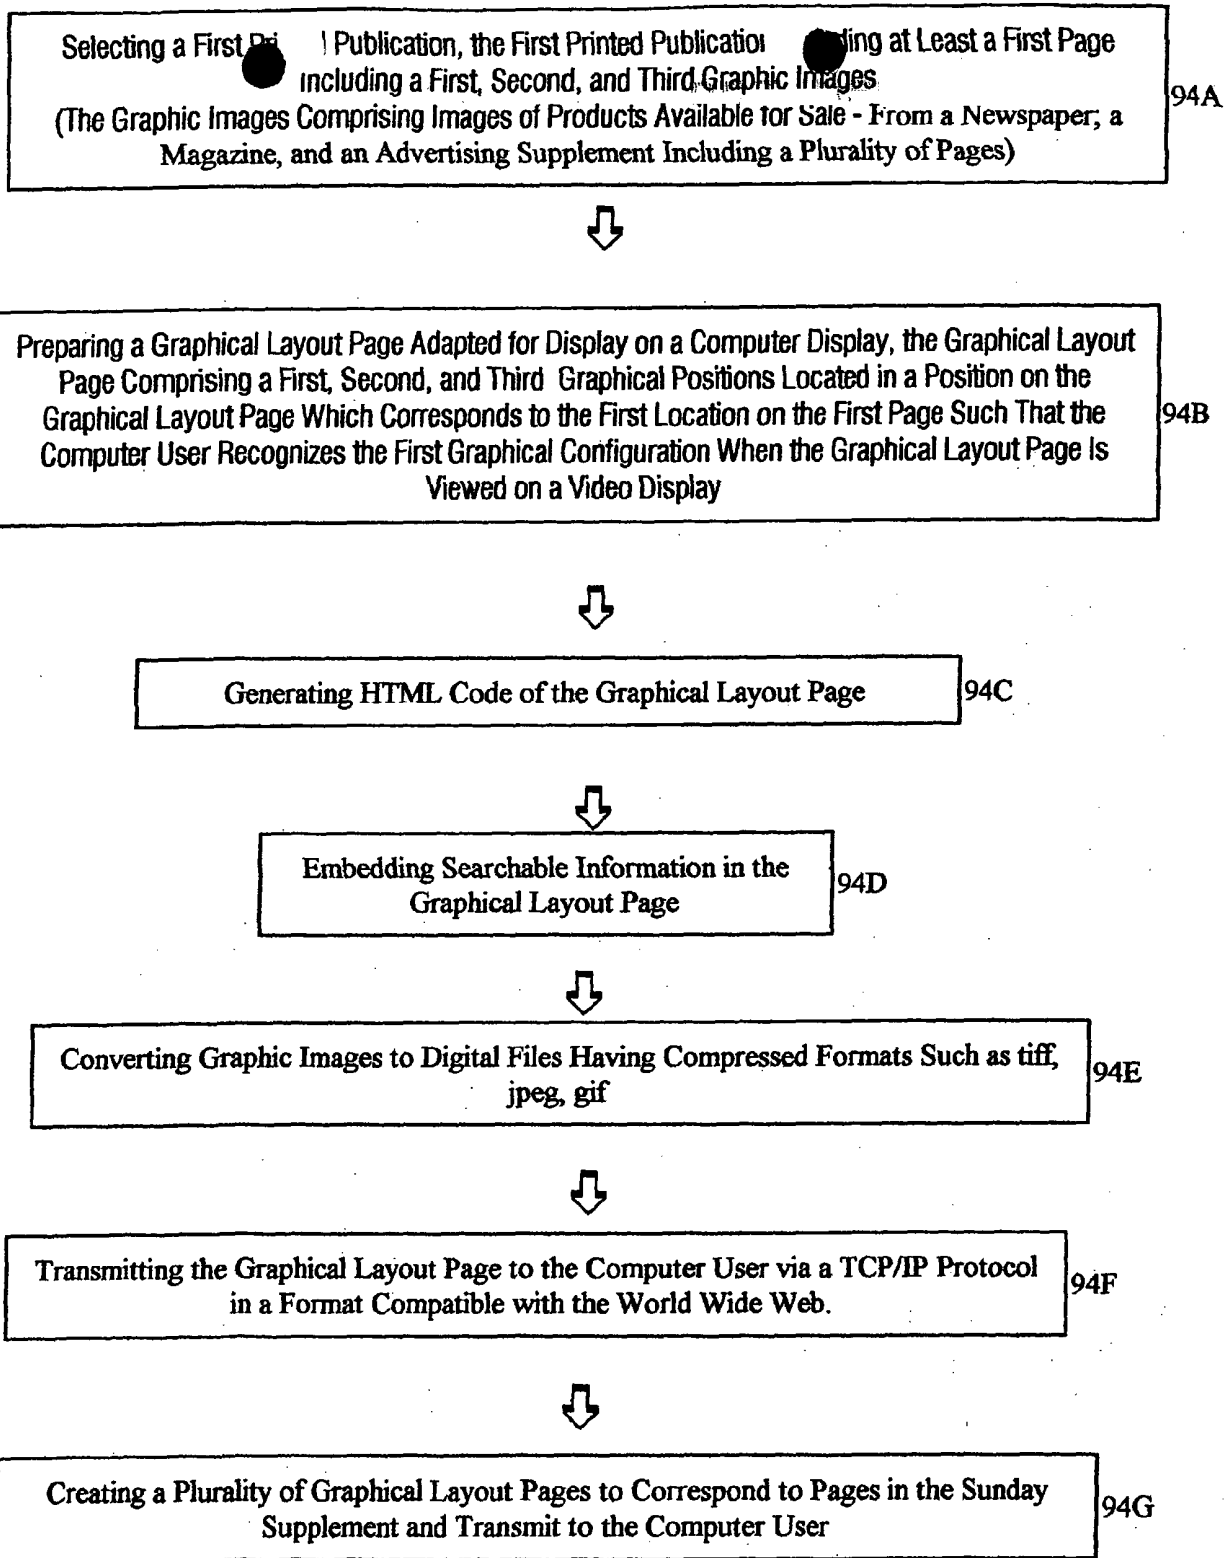 Selecting a First Publication, the First Printed Publication at Least a First Page
Including a First, Second, and Third Graphic Images
(The Graphic Images Comprising Images of Products Available for Sale - From a Newspaper, a
Magazine, and an Advertising Supplement Including a Plurality of Pages)
94A
Preparing a Graphical Layout Page Adapted for Display on a Computer Display, the Graphical Layout
Page Comprising a First, Second, and Third Graphical Positions Located in a Position on the
Graphical Layout Page Which Corresponds to the First Location on the First Page Such That the
Computer User Recognizes the First Graphical Configuration When the Graphical Layout Page Is
Viewed on a Video Display
94B
Generating HTML Code of the Graphical Layout Page
94C
Embedding Searchable Information in the
Graphical Layout Page
94D
Converting Graphic Images to Digital Files Having Compressed Formats Such as tiff,
jpeg, gif
94E
Transmitting the Graphical Layout Page to the Computer User via a TCP/IP Protocol
in a Format Compatible with the World Wide Web.
94F
Creating a Plurality of Graphical Layout Pages to Correspond to Pages in the Sunday
Supplement and Transmit to the Computer User
94G